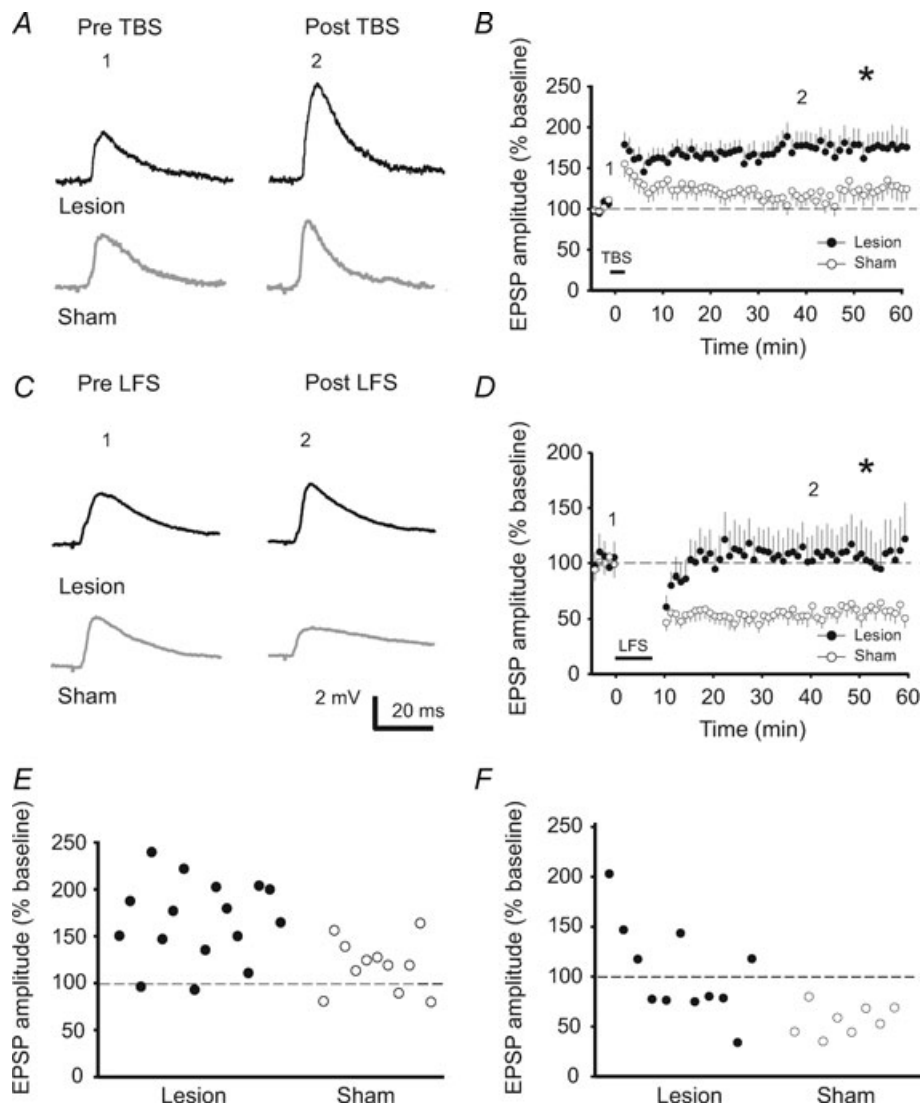 A
Pre TBS
Post TBS
1
2
Lesion
Sham
B
EPSP amplitude (% baseline)
250
200
150
100
50
0
1
2
*
TBS
Lesion
Sham
0 10 20 30 40 50 60
Time (min)
C
Pre LFS
Post LFS
1
2
Lesion
Sham
2 mV
20 ms
D
EPSP amplitude (% baseline)
200
150
100
50
0
1
2
*
LFS
Lesion
Sham
0 10 20 30 40 50 60
Time (min)
E
EPSP amplitude (% baseline)
250
200
150
100
50
0
Lesion Sham
F
EPSP amplitude (% baseline)
250
200
150
100
50
0
Lesion Sham